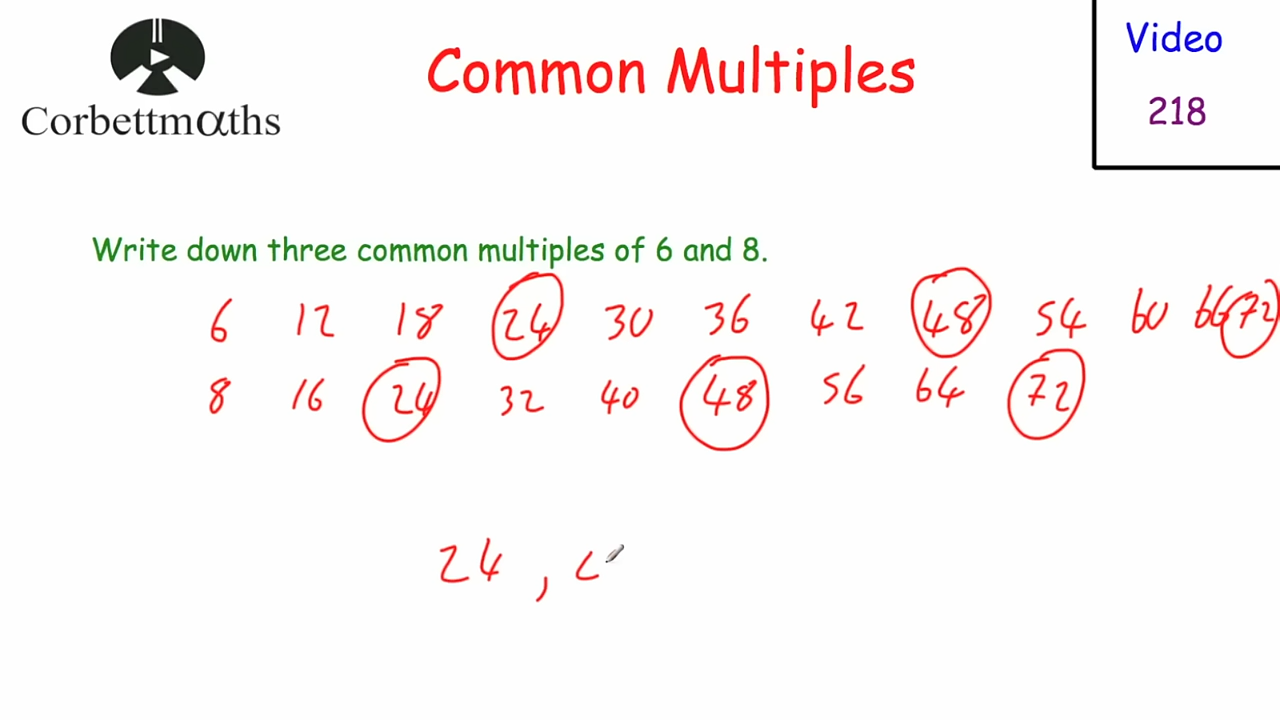 Corbettmαths
Common Multiples
Video
218
Write down three common multiples of 6 and 8.
6 12 18 24 30 36 42 48 54 60 66 72
8 16 24 32 40 48 56 64 72
24 ,